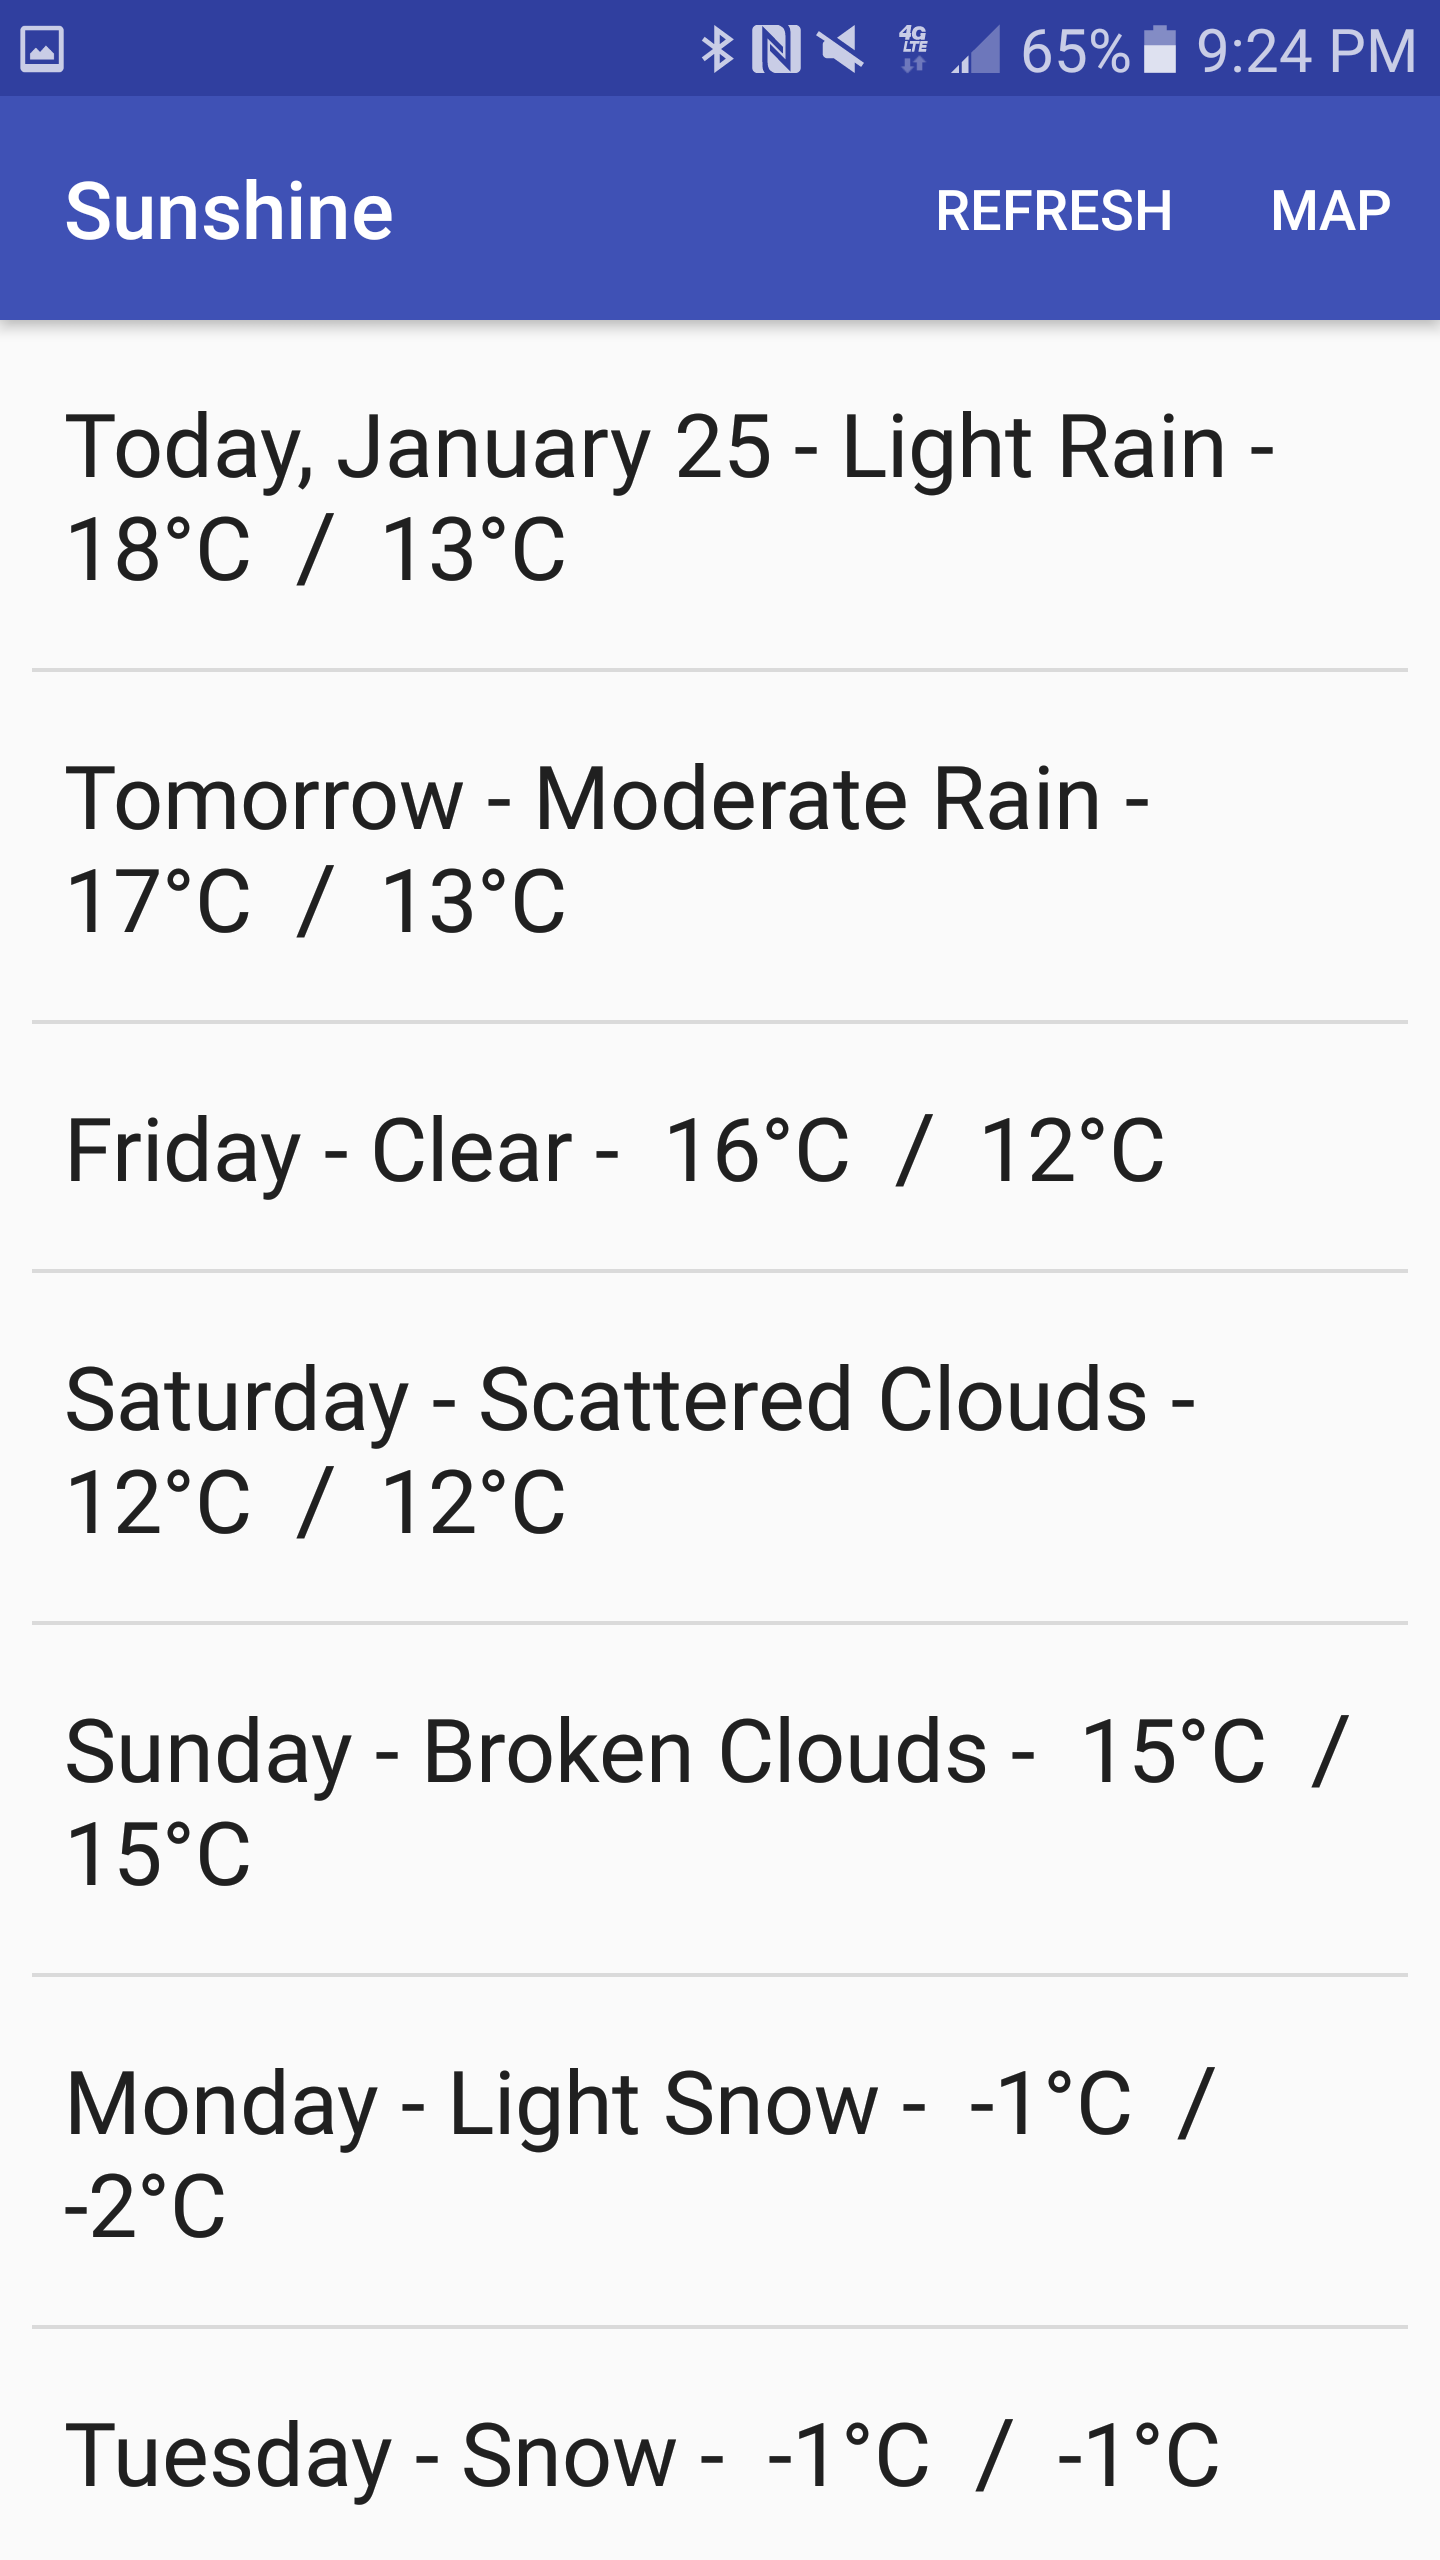 4G LTE 65% 9:24 PM
Sunshine REFRESH MAP
Today, January 25 - Light Rain -
18°C / 13°C
Tomorrow - Moderate Rain -
17°C / 13°C
Friday - Clear - 16°C / 12°C
Saturday - Scattered Clouds -
12°C / 12°C
Sunday - Broken Clouds - 15°C /
15°C
Monday - Light Snow - -1°C /
-2°C
Tuesday - Snow - -1°C / -1°C